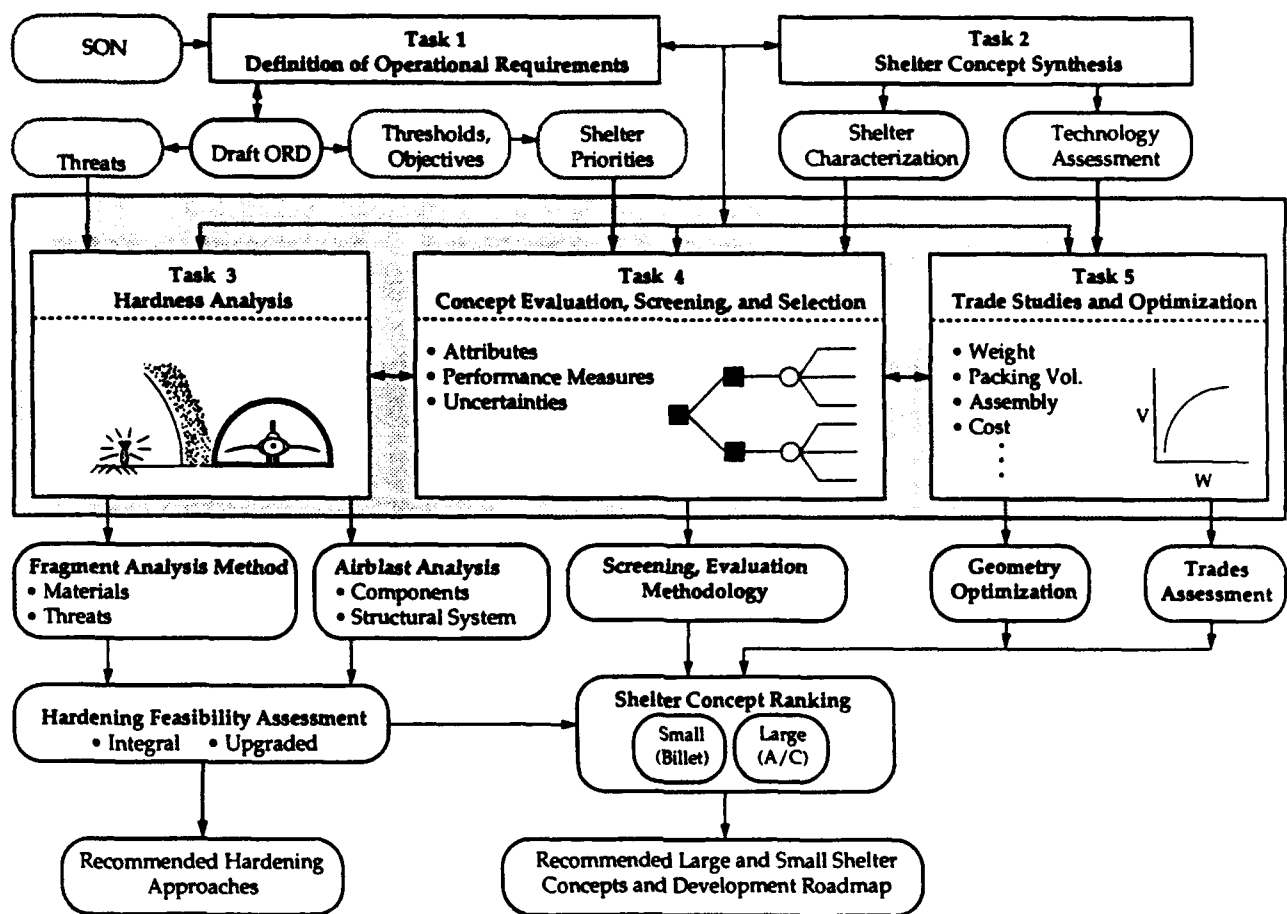 SON
Task 1
Definition of Operational Requirements
Task 2
Shelter Concept Synthesis
Threats
Draft ORD
Thresholds,
Objectives
Shelter
Priorities
Shelter
Characterization
Technology
Assessment
Task 3
Hardness Analysis
Task 4
Concept Evaluation, Screening, and Selection
• Attributes
• Performance Measures
• Uncertainties
Task 5
Trade Studies and Optimization
• Weight
• Packing Vol.
• Assembly
• Cost
V
W
Fragment Analysis Method
• Materials
• Threats
Airblast Analysis
• Components
• Structural System
Screening, Evaluation
Methodology
Geometry
Optimization
Trades
Assessment
Hardening Feasibility Assessment
• Integral • Upgraded
Shelter Concept Ranking
Small
(Billet)
Large
(A/C)
Recommended Hardening
Approaches
Recommended Large and Small Shelter
Concepts and Development Roadmap